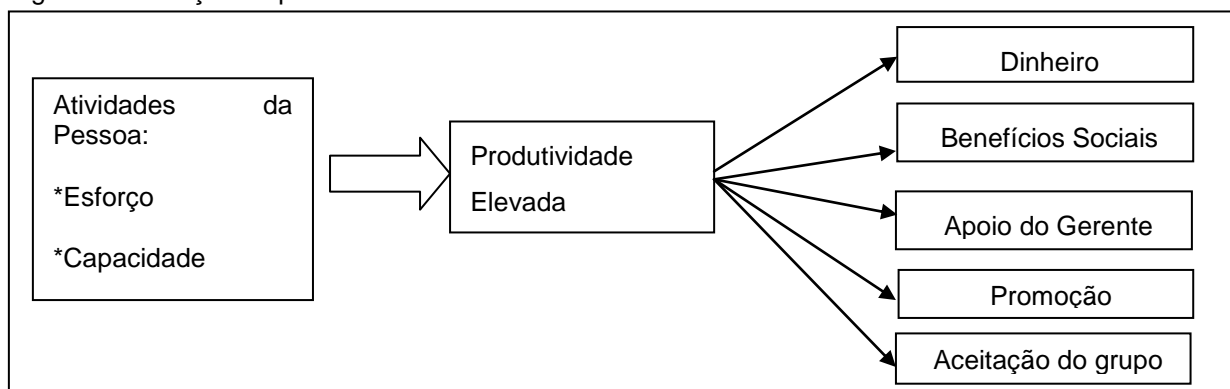 Atividades da
Pessoa:
*Esforço
*Capacidade
Produtividade
Elevada
Dinheiro
Benefícios Sociais
Apoio do Gerente
Promoção
Aceitação do grupo